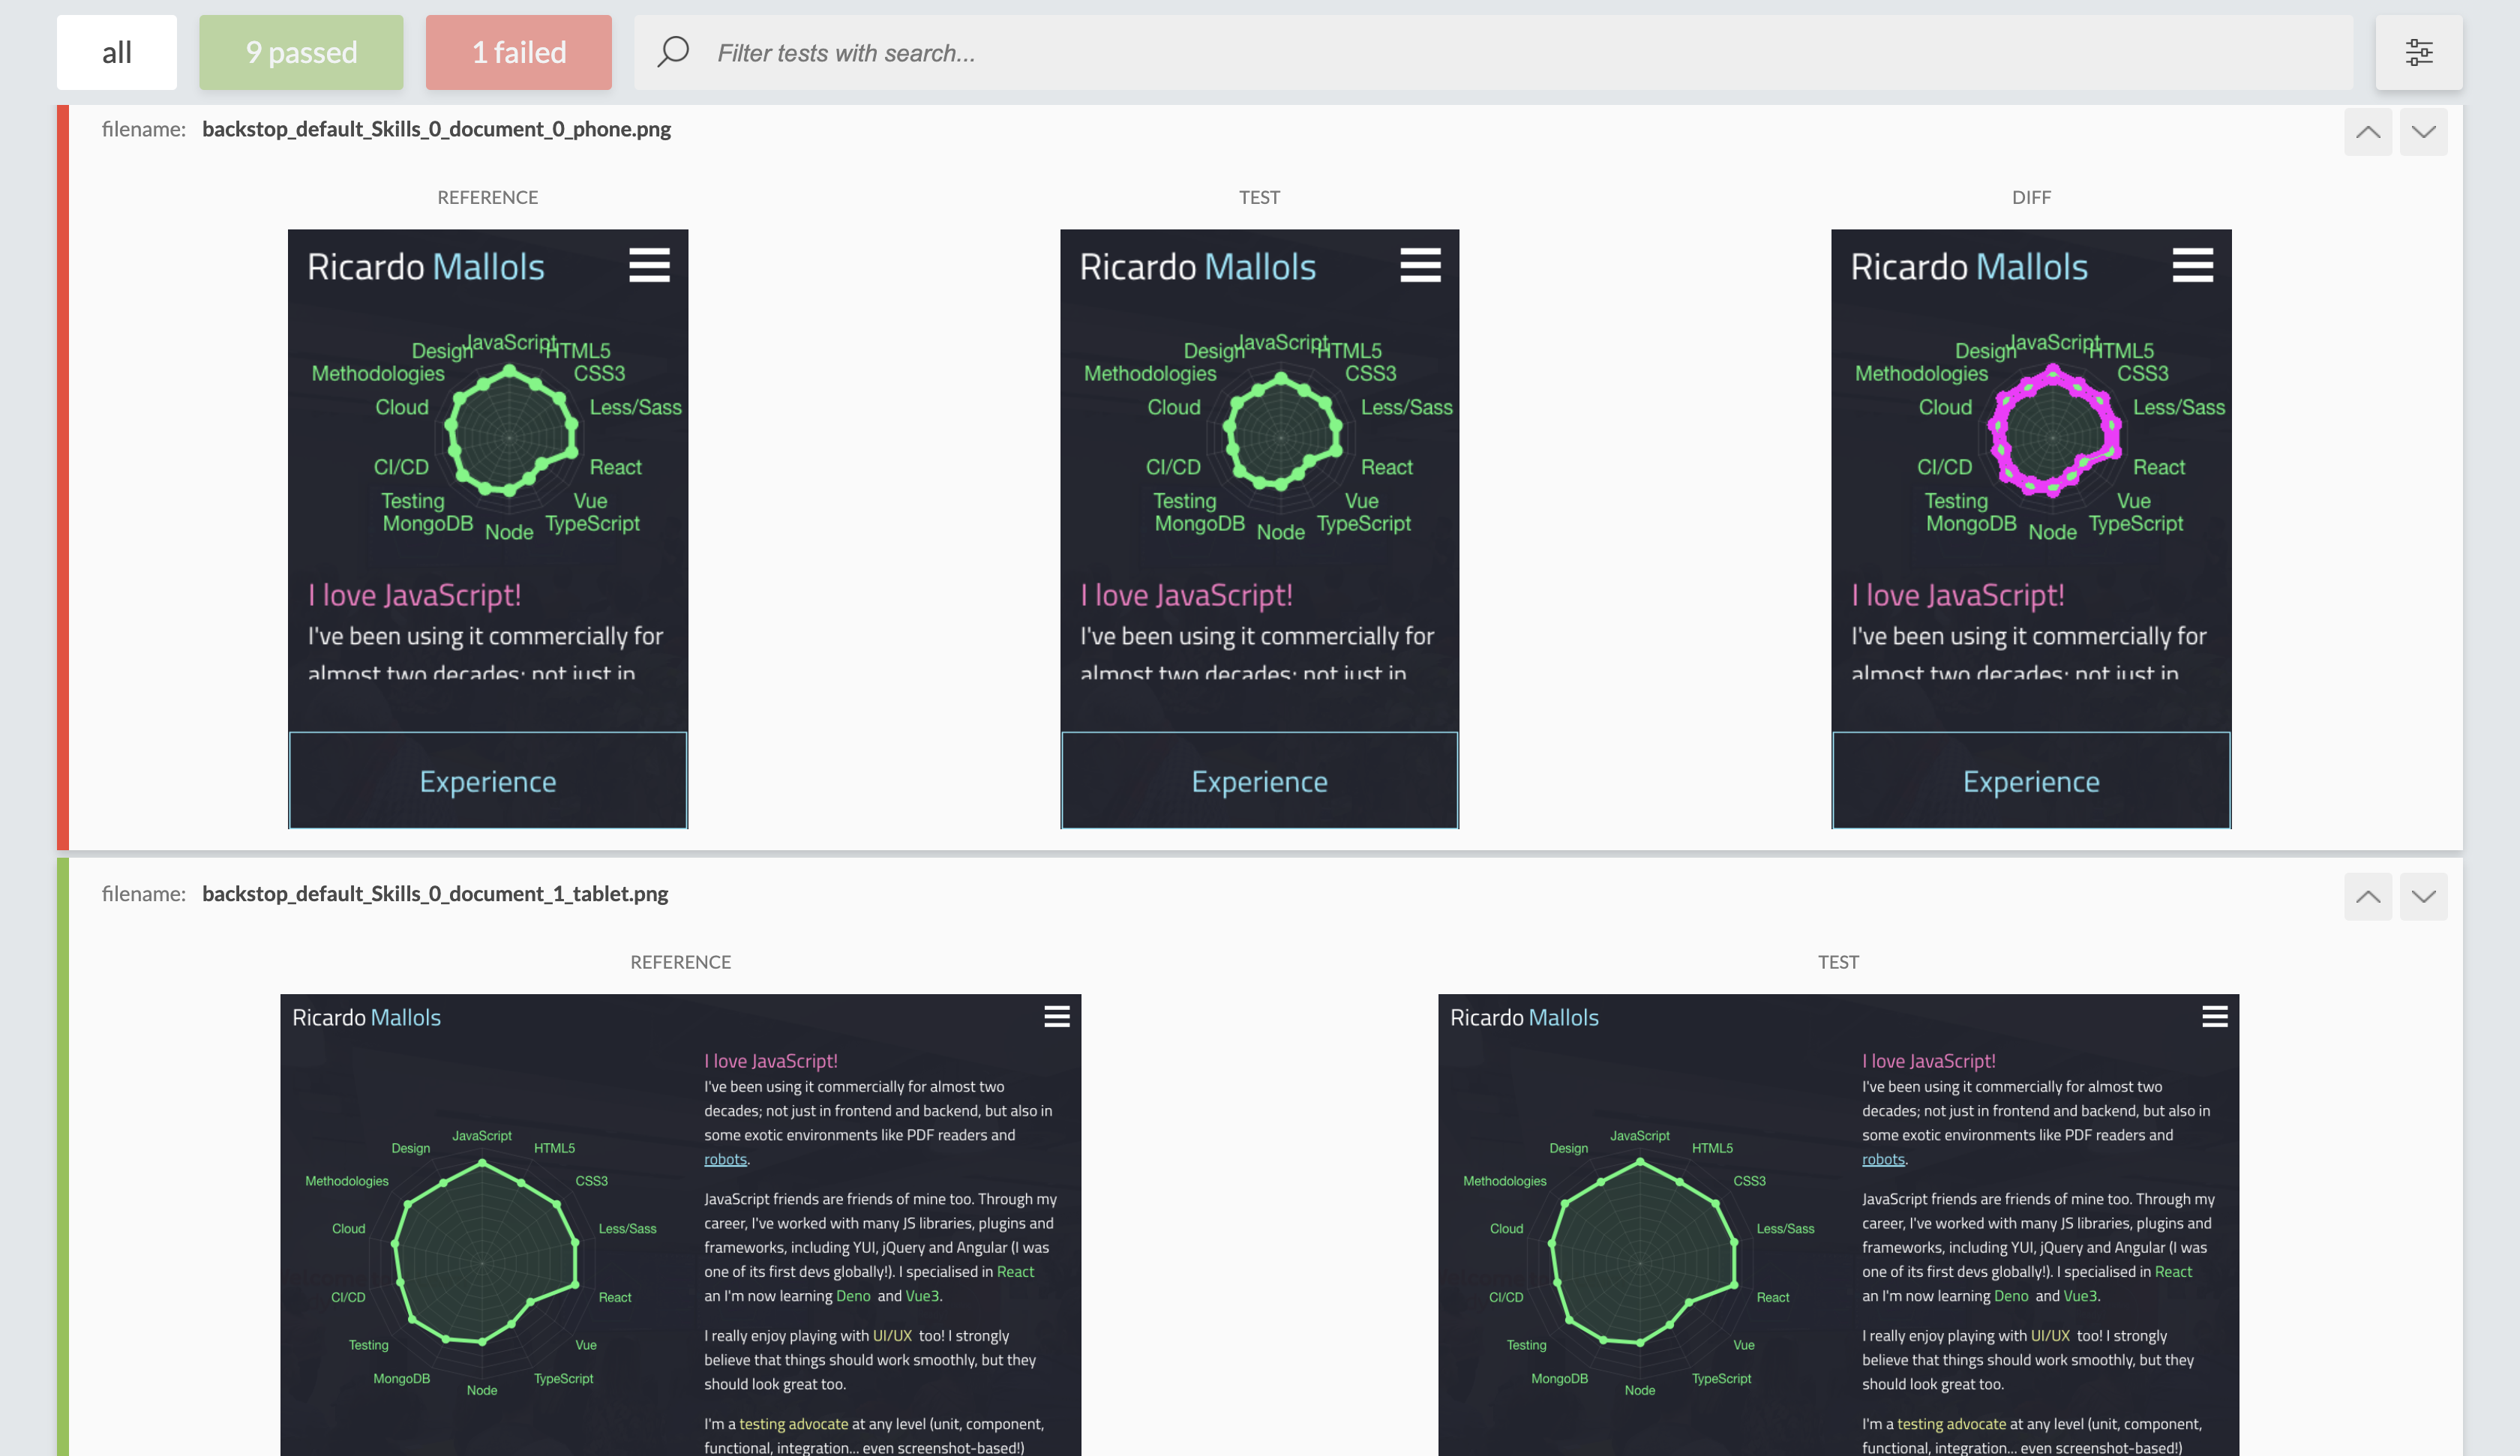 all
9 passed
1 failed
Filter tests with search...
filename: backstop_default_Skills_0_document_0_phone.png
REFERENCE
TEST
DIFF
Ricardo Mallols
JavaScript
Design
HTML5
Methodologies
CSS3
Cloud
Less/Sass
CI/CD
React
Testing
Vue
MongoDB
TypeScript
Node
I love JavaScript!
I've been using it commercially for
almost two decades; not just in
Experience
Ricardo Mallols
JavaScript
Design
HTML5
Methodologies
CSS3
Cloud
Less/Sass
CI/CD
React
Testing
Vue
MongoDB
TypeScript
Node
I love JavaScript!
I've been using it commercially for
almost two decades; not just in
Experience
Ricardo Mallols
JavaScript
Design
HTML5
Methodologies
CSS3
Cloud
Less/Sass
CI/CD
React
Testing
Vue
MongoDB
TypeScript
Node
I love JavaScript!
I've been using it commercially for
almost two decades; not just in
Experience
filename: backstop_default_Skills_0_document_1_tablet.png
REFERENCE
TEST
Ricardo Mallols
JavaScript
Design
HTML5
Methodologies
CSS3
Cloud
Less/Sass
CI/CD
React
Testing
Vue
MongoDB
TypeScript
Node
I love JavaScript!
I've been using it commercially for almost two
decades; not just in frontend and backend, but also in
some exotic environments like PDF readers and
robots.
JavaScript friends are friends of mine too. Through my
career, I've worked with many JS libraries, plugins and
frameworks, including YUI, jQuery and Angular (I was
one of its first devs globally!). I specialised in React
an I'm now learning Deno and Vue3.
I really enjoy playing with UI/UX too! I strongly
believe that things should work smoothly, but they
should look great too.
I'm a testing advocate at any level (unit, component,
functional, integration... even screenshot-based!)
Ricardo Mallols
JavaScript
Design
HTML5
Methodologies
CSS3
Cloud
Less/Sass
CI/CD
React
Testing
Vue
MongoDB
TypeScript
Node
I love JavaScript!
I've been using it commercially for almost two
decades; not just in frontend and backend, but also in
some exotic environments like PDF readers and
robots.
JavaScript friends are friends of mine too. Through my
career, I've worked with many JS libraries, plugins and
frameworks, including YUI, jQuery and Angular (I was
one of its first devs globally!). I specialised in React
an I'm now learning Deno and Vue3.
I really enjoy playing with UI/UX too! I strongly
believe that things should work smoothly, but they
should look great too.
I'm a testing advocate at any level (unit, component,
functional, integration... even screenshot-based!)